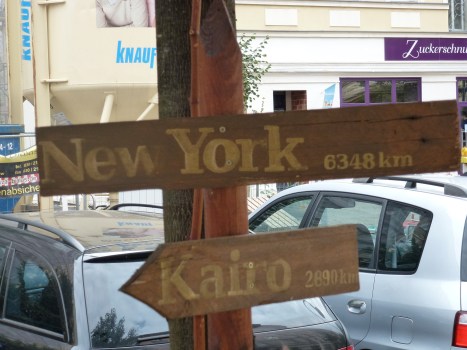 KNAUF
Zuckerschnu
New York 6348 km
Kairo 2890 km